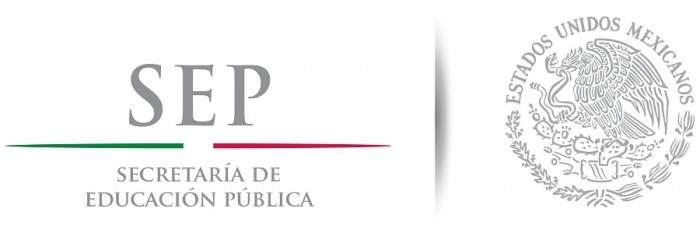 SEP
SECRETARÍA DE
EDUCACIÓN PÚBLICA
ESTADOS UNIDOS MEXICANOS